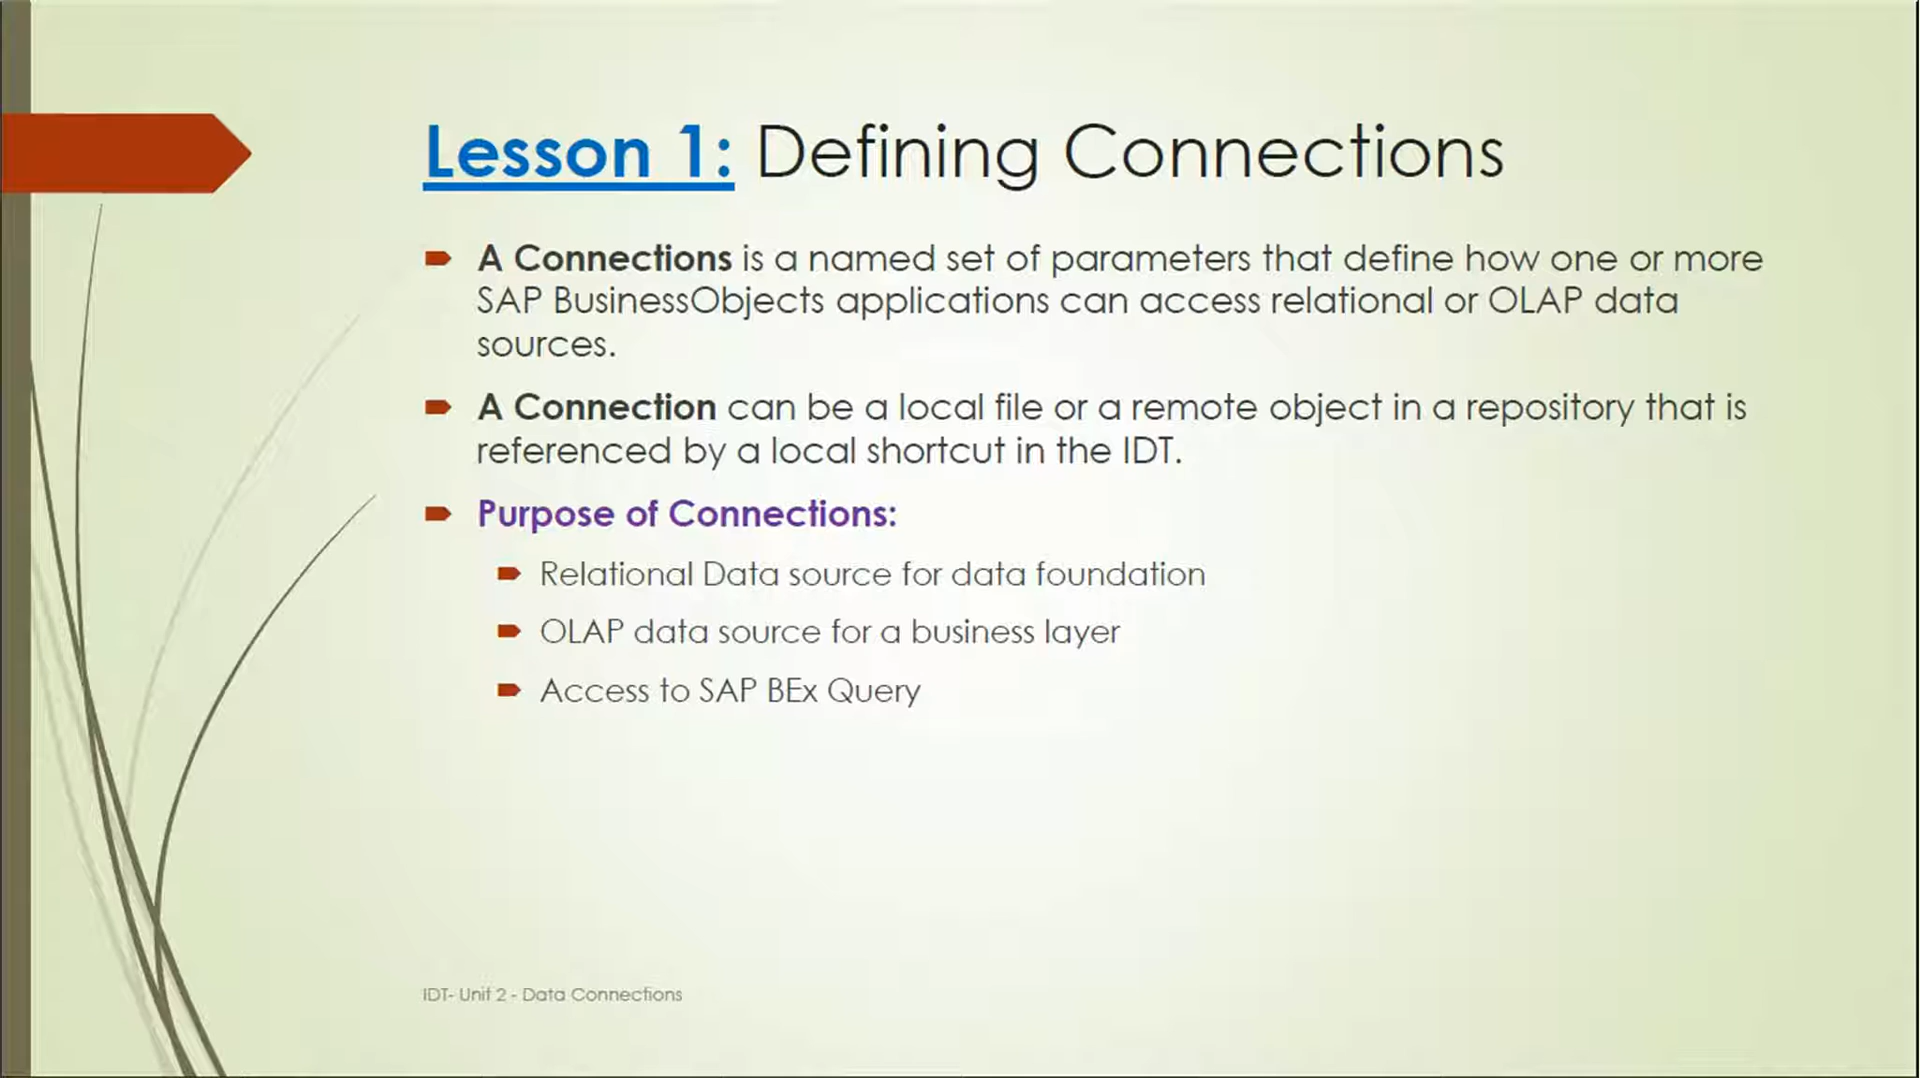 Lesson 1: Defining Connections
A Connections is a named set of parameters that define how one or more
SAP BusinessObjects applications can access relational or OLAP data
sources.
A Connection can be a local file or a remote object in a repository that is
referenced by a local shortcut in the IDT.
Purpose of Connections:
Relational Data source for data foundation
OLAP data source for a business layer
Access to SAP BEx Query
IDT- Unit 2 - Data Connections